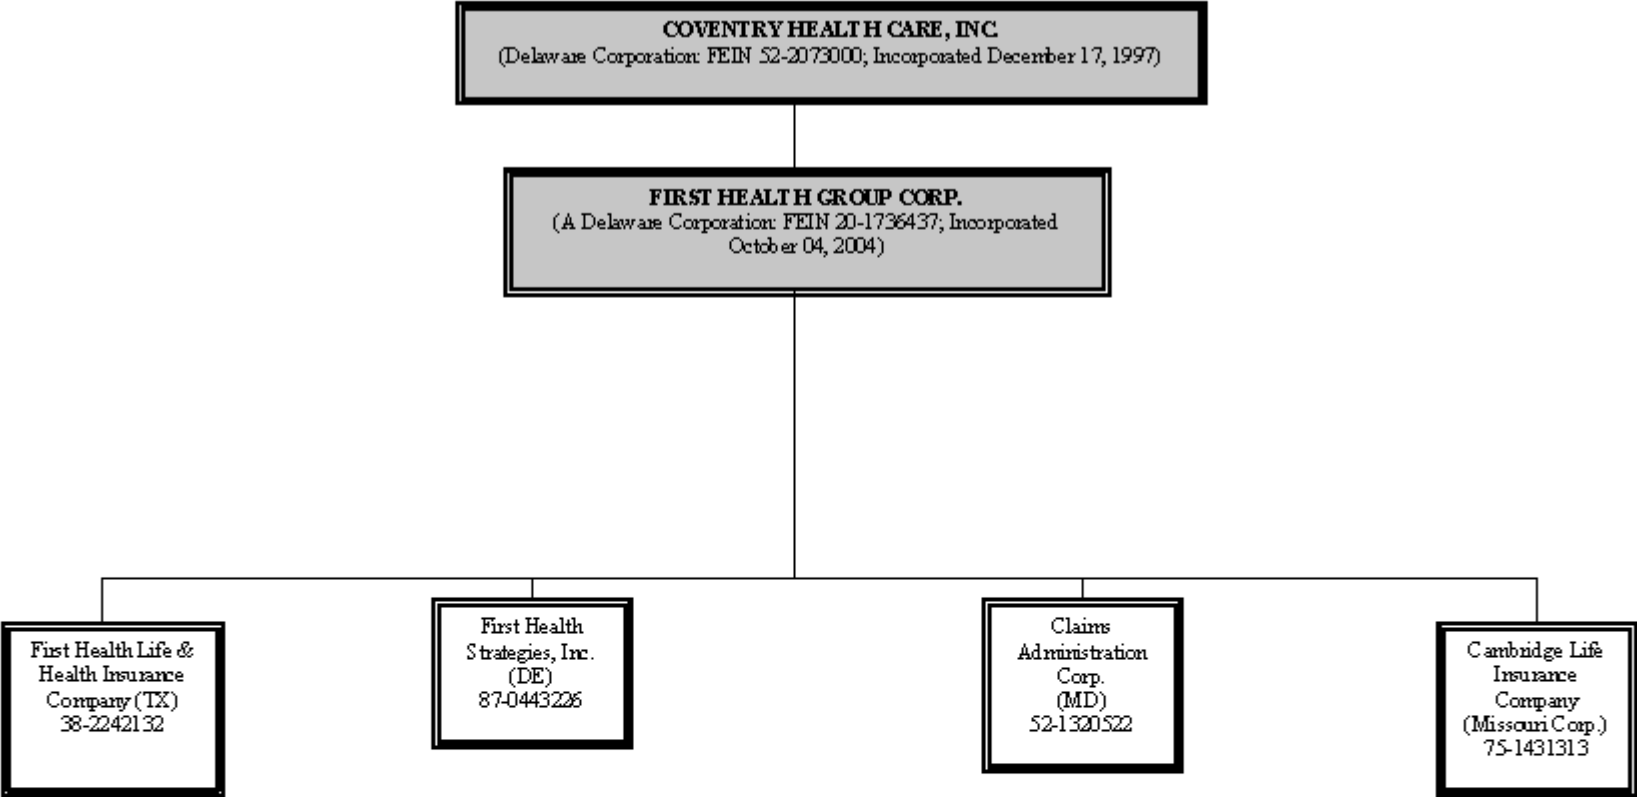 COVENTRY HEALTH CARE, INC.
(Delaware Corporation: FEIN 52-2073000; Incorporated December 17, 1997)
FIRST HEALTH GROUP CORP.
(A Delaware Corporation: FEIN 20-1736437; Incorporated
October 04, 2004)
First Health Life &
Health Insurance
Company (TX)
38-2242132
First Health
Strategies, Inc.
(DE)
87-0443226
Claims
Administration
Corp.
(MD)
52-1320522
Cambridge Life
Insurance
Company
(Missouri Corp.)
75-1431313